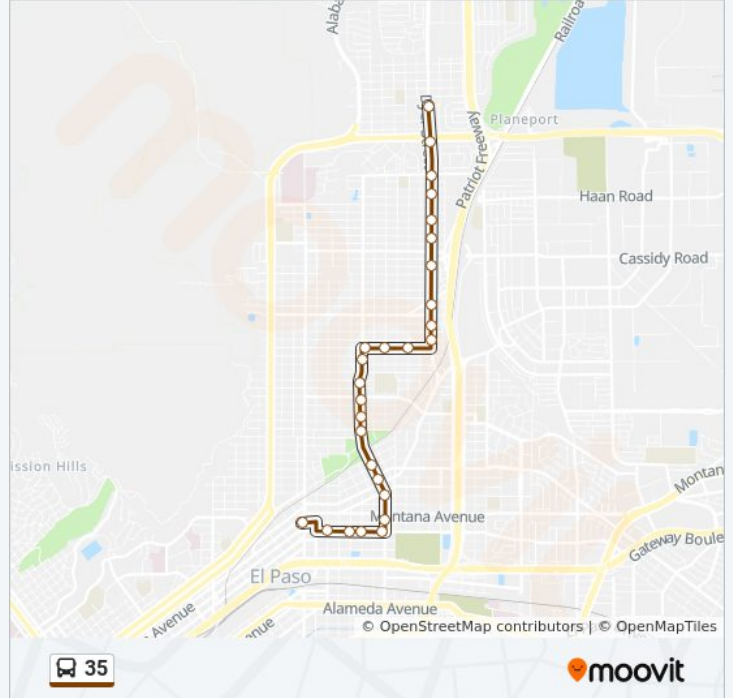 Alaba
Railroa
Planeport
Patriot Freeway
Haan Road
Cassidy Road
ission Hills
Montana Avenue
Montan
Gateway Boule
El Paso
Alameda Avenue
Avenue
nue
© OpenStreetMap contributors | © OpenMapTiles
35
moovit